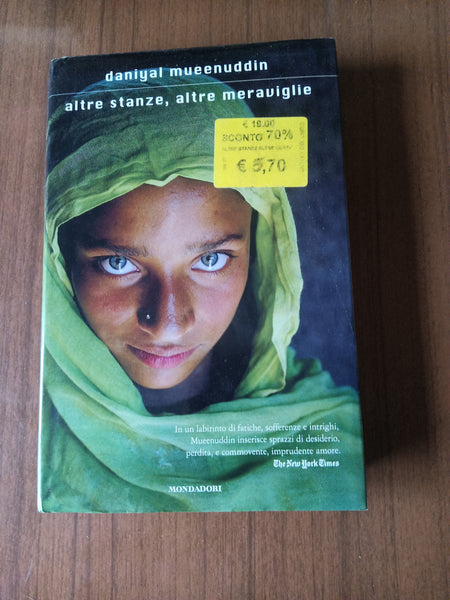 daniyal mueenuddin
altre stanze, altre meraviglie
€ 19.00
SCONTO 70%
€ 5,70
In un labirinto di fatiche, sofferenze e intrighi,
Mueenuddin inserisce sprazzi di desiderio,
perdita, e commovente, imprudente amore.
The New York Times
MONDADORI